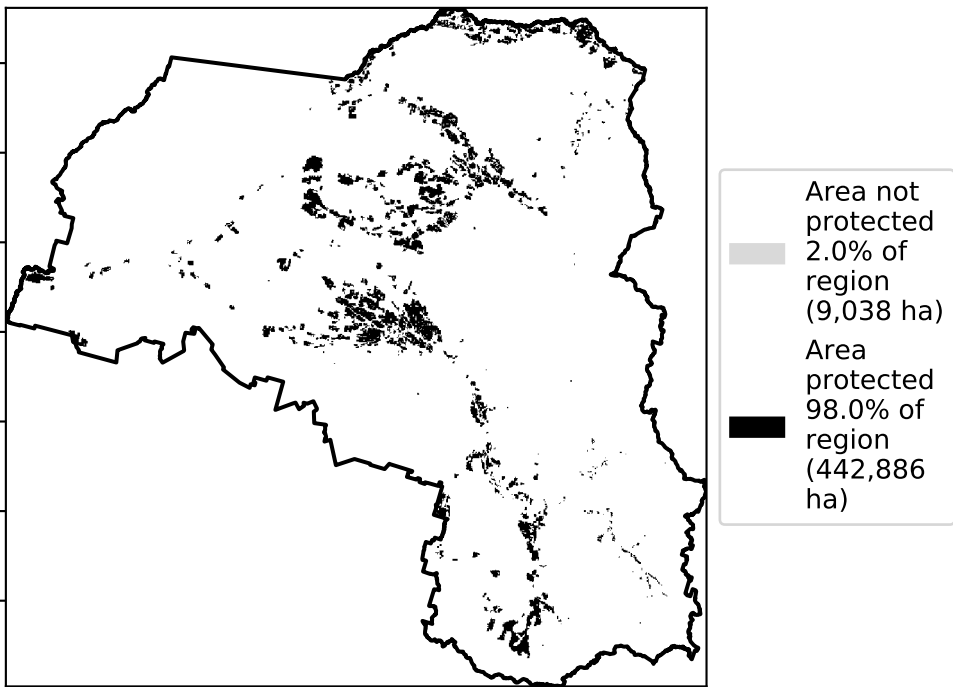 Area not
protected
2.0% of
region
(9,038 ha)
Area
protected
98.0% of
region
(442,886
ha)